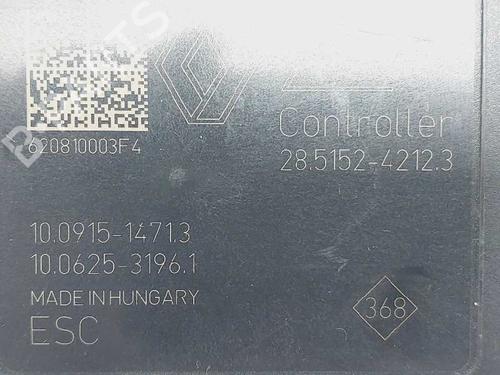 Controller
620810003F4
28.5152-4212.3
10.0915-1471.3
10.0625-3196.1
MADE IN HUNGARY
368
ESC